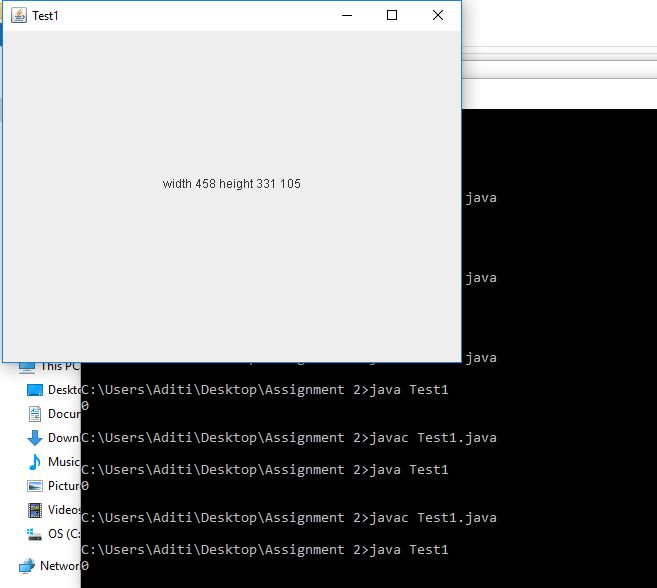 Test1
width 458 height 331 105
java
java
java
This PC
C:\Users\Aditi\Desktop\Assignment 2>java Test1
0
C:\Users\Aditi\Desktop\Assignment 2>javac Test1.java
C:\Users\Aditi\Desktop\Assignment 2>java Test1
0
C:\Users\Aditi\Desktop\Assignment 2>javac Test1.java
C:\Users\Aditi\Desktop\Assignment 2>java Test1
0
Deskto
Docur
Down
Music
Pictur
Videos
OS (C:
Networ